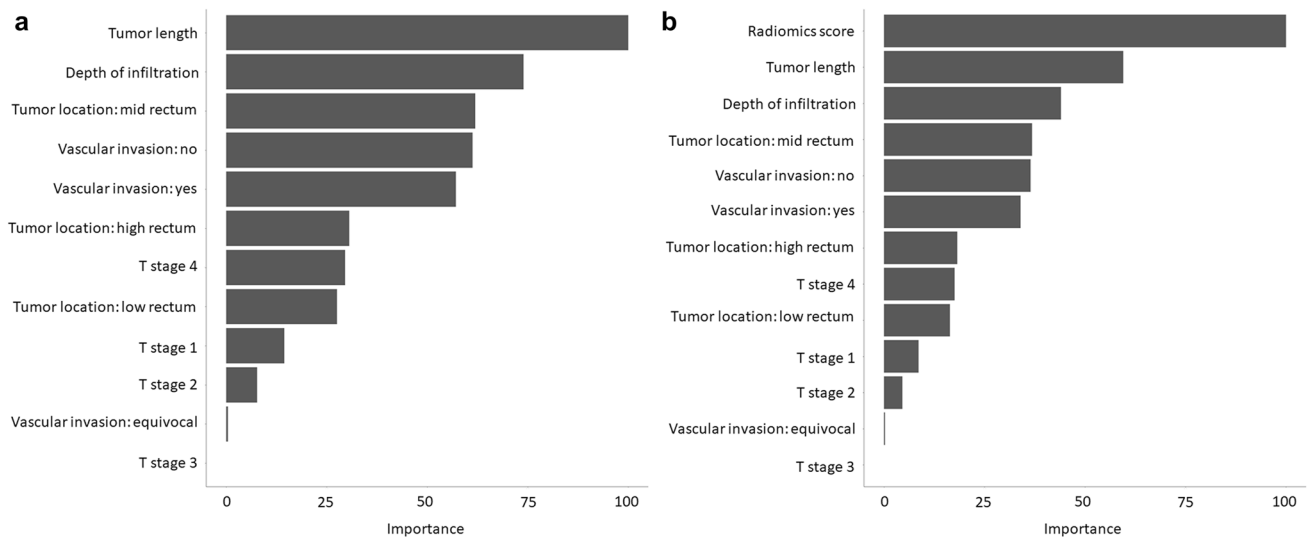 a
Tumor length
Depth of infiltration
Tumor location: mid rectum
Vascular invasion: no
Vascular invasion: yes
Tumor location: high rectum
T stage 4
Tumor location: low rectum
T stage 1
T stage 2
Vascular invasion: equivocal
T stage 3
0 25 50 75 100
Importance
b
Radiomics score
Tumor length
Depth of infiltration
Tumor location: mid rectum
Vascular invasion: no
Vascular invasion: yes
Tumor location: high rectum
T stage 4
Tumor location: low rectum
T stage 1
T stage 2
Vascular invasion: equivocal
T stage 3
0 25 50 75 100
Importance